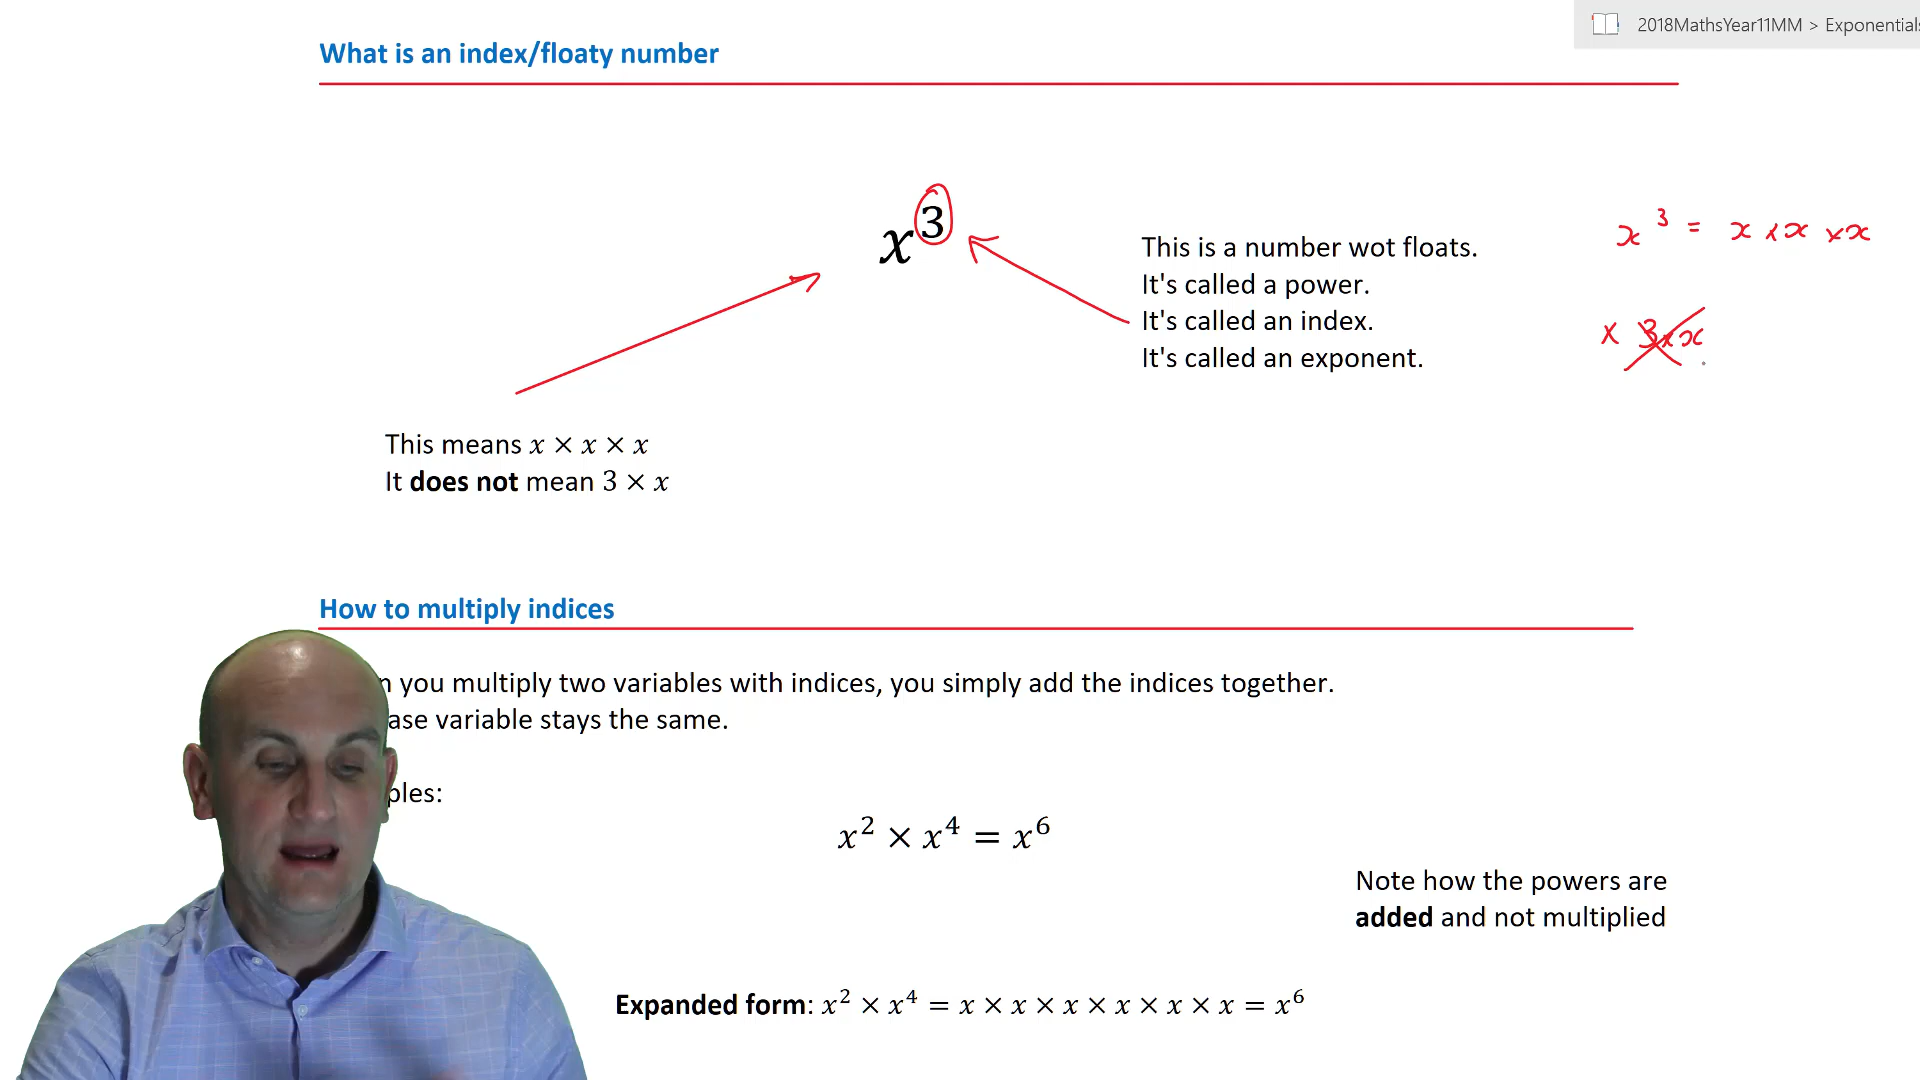 2018MathsYear11MM > Exponentials
What is an index/floaty number
x³
This is a number wot floats.
It's called a power.
It's called an index.
It's called an exponent.
x³ = x × x × x
× 3 × x
This means x × x × x
It does not mean 3 × x
How to multiply indices
n you multiply two variables with indices, you simply add the indices together.
ase variable stays the same.
ples:
x² × x⁴ = x⁶
Note how the powers are
added and not multiplied
Expanded form: x² × x⁴ = x × x × x × x × x × x = x⁶